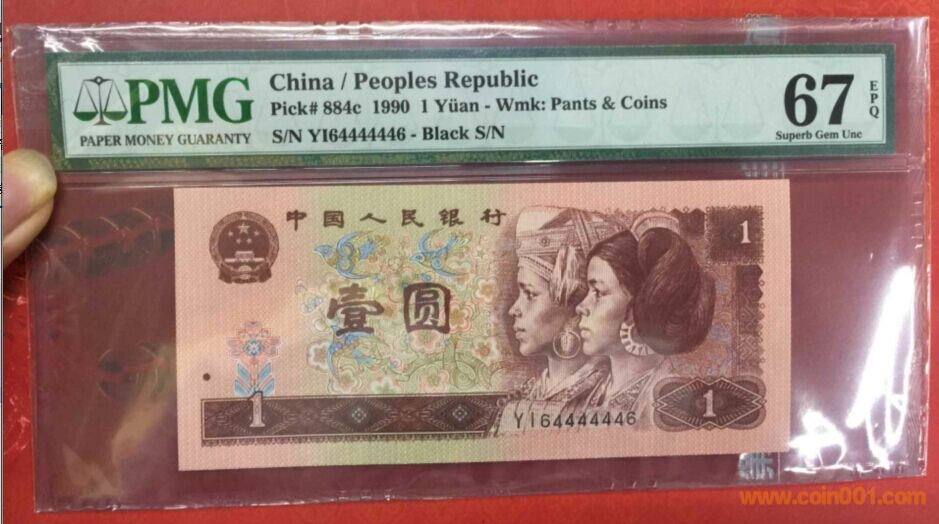 PMG
PAPER MONEY GUARANTY
China / Peoples Republic
Pick# 884c 1990 1 Yüan - Wmk: Pants & Coins
S/N YI64444446 - Black S/N
67
EPQ
Superb Gem Unc
中国人民银行
1
壹圆
1
YI64444446
1
www.coin001.com